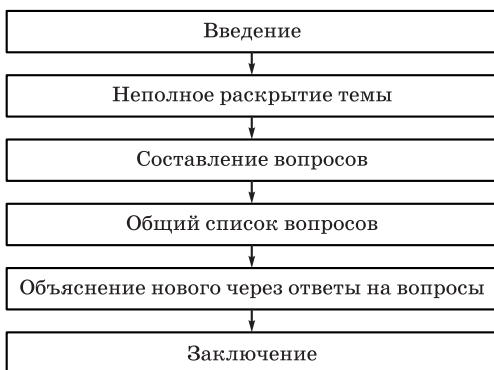 Введение
Неполное раскрытие темы
Составление вопросов
Общий список вопросов
Объяснение нового через ответы на вопросы
Заключение